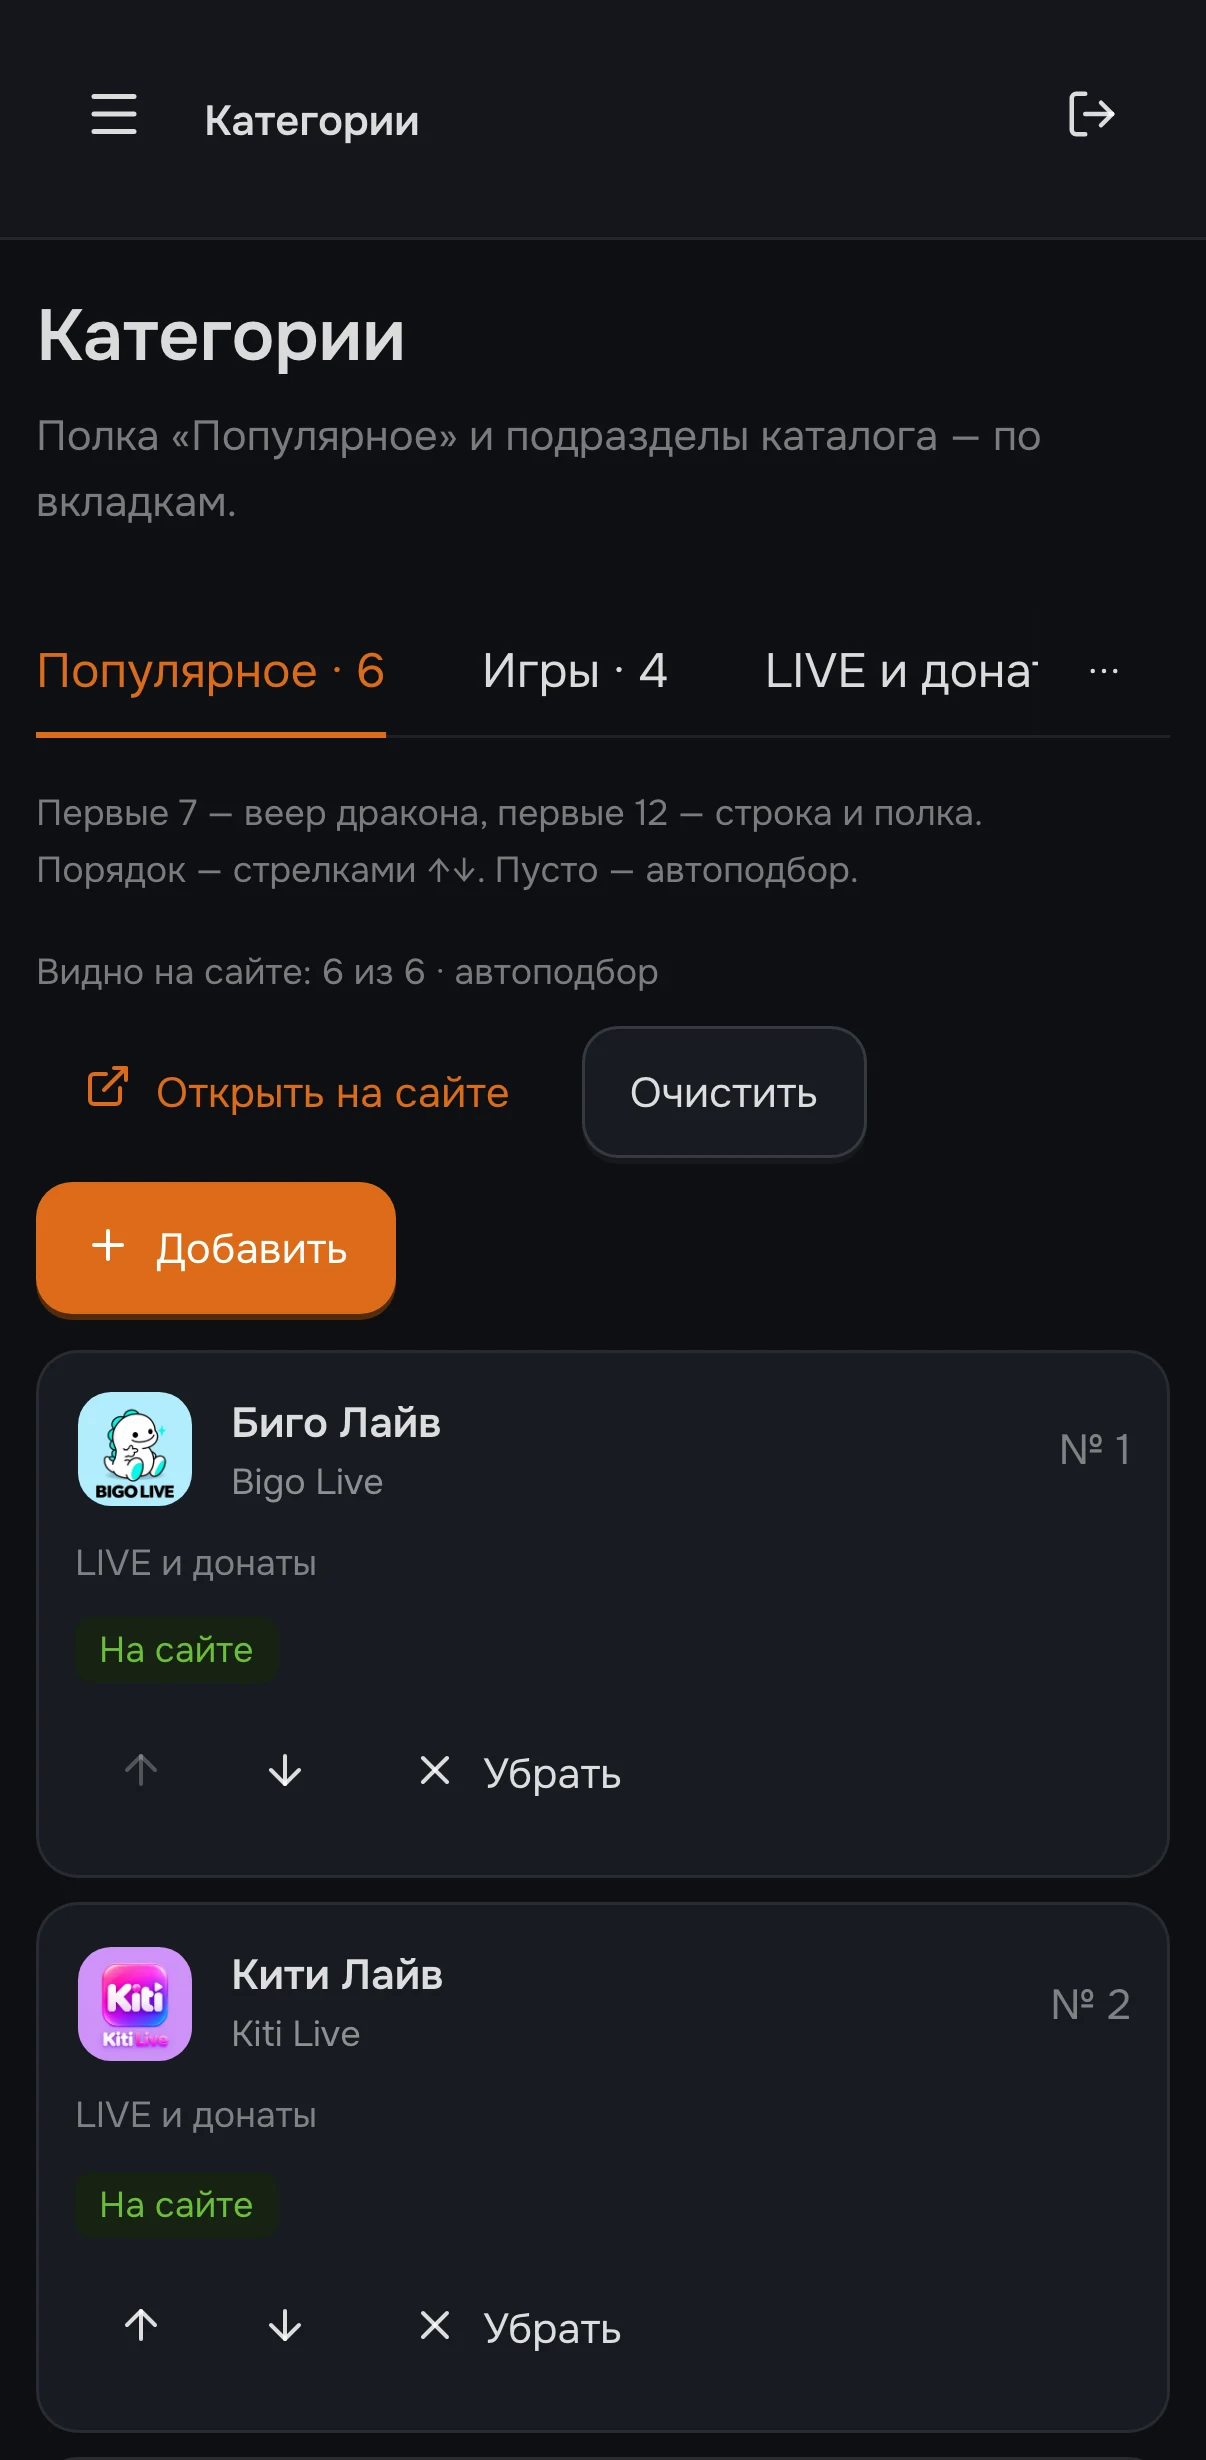 Категории
Категории
Полка «Популярное» и подразделы каталога — по
вкладкам.
Популярное · 6
Игры · 4
LIVE и дона
...
Первые 7 — веер дракона, первые 12 — строка и полка.
Порядок — стрелками ↑↓. Пусто — автоподбор.
Видно на сайте: 6 из 6 · автоподбор
Открыть на сайте
Очистить
+ Добавить
BIGO LIVE
Биго Лайв
№ 1
Bigo Live
LIVE и донаты
На сайте
↑ ↓ × Убрать
Kiti
Kiti Live
Кити Лайв
№ 2
Kiti Live
LIVE и донаты
На сайте
↑ ↓ × Убрать